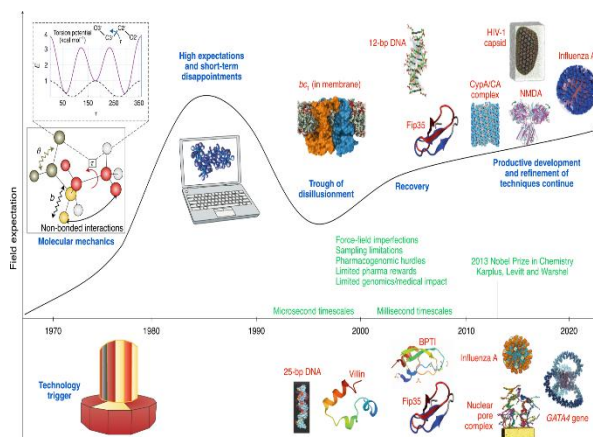 Torsion potential
(kcal mol⁻¹)
C2'
C3'
C2'
C3'
τ
E
4
3
2
1
0
50
150
250
350
τ
θ
τ
b
Non-bonded interactions
Molecular mechanics
High expectations
and short-term
disappointments
bc₁ (in membrane)
Trough of
disillusionment
12-bp DNA
Fip35
Recovery
HIV-1
capsid
CypA/CA
complex
NMDA
Influenza A
Productive development
and refinement of
techniques continue
Field expectation
Force-field imperfections
Sampling limitations
Pharmacogenomic hurdles
Limited pharma rewards
Limited genomics/medical impact
2013 Nobel Prize in Chemistry
Karplus, Levitt and Warshel
Microsecond timescales
Millisecond timescales
1970
1980
1990
2000
2010
2020
Technology
trigger
25-bp DNA
Villin
BPTI
Fip35
Influenza A
Nuclear
pore
complex
GATA4 gene